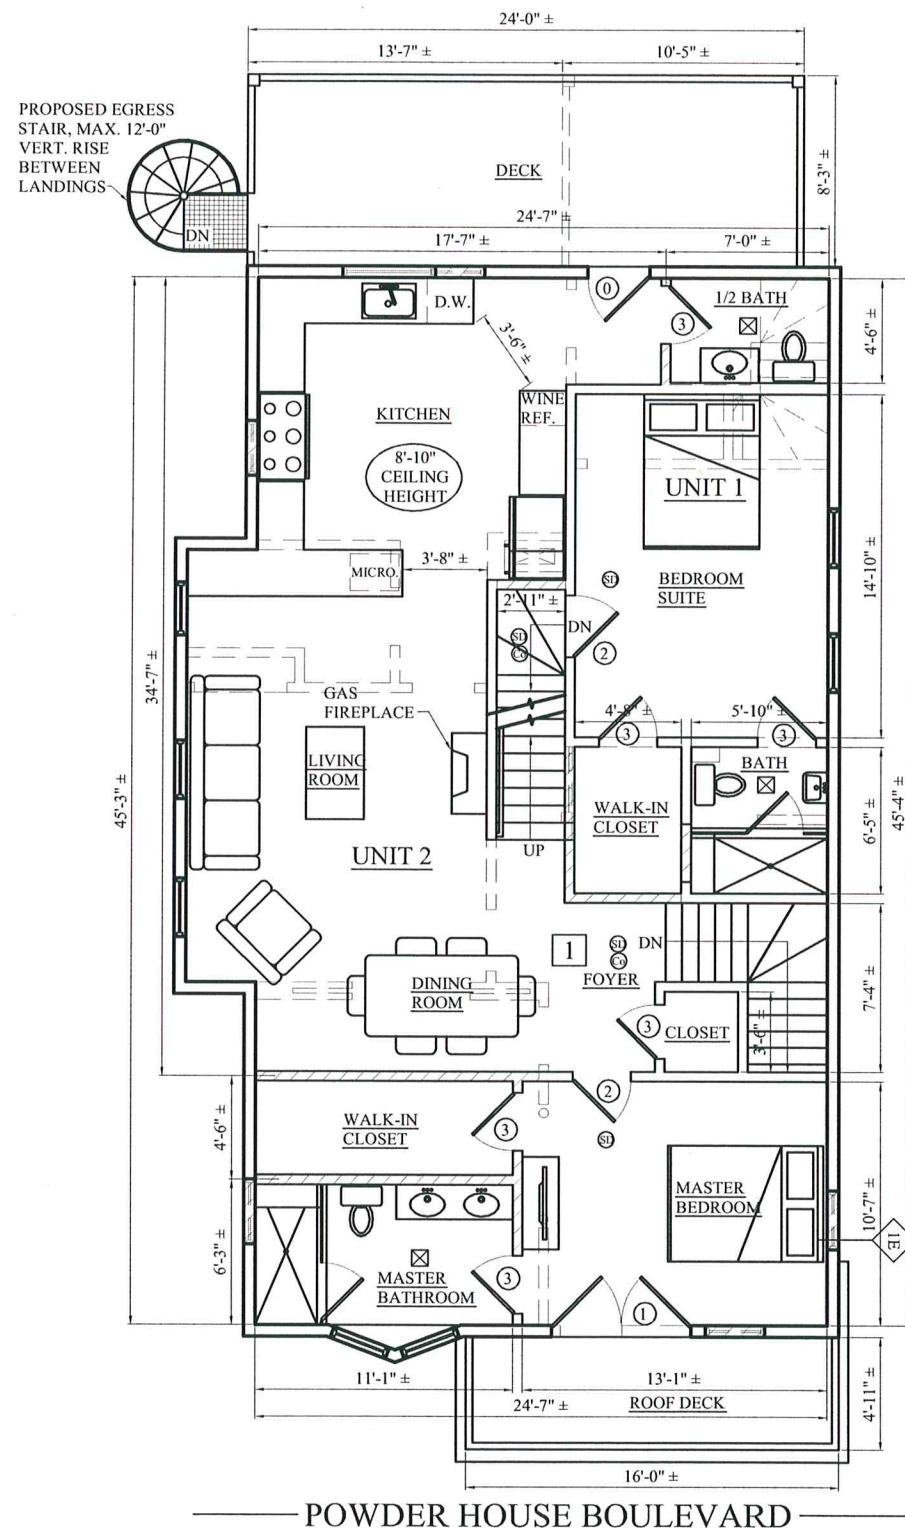 24'-0" ±
13'-7" ±
10'-5" ±
PROPOSED EGRESS
STAIR, MAX. 12'-0"
VERT. RISE
BETWEEN
LANDINGS
DN
DECK
8'-3" ±
24'-7" ±
17'-7" ±
7'-0" ±
0
D.W.
3
1/2 BATH
4'-6" ±
3'-6" ±
KITCHEN
WINE
REF.
8'-10"
CEILING
HEIGHT
UNIT 1
MICRO.
3'-8" ±
SD
BEDROOM
SUITE
14'-10" ±
2'-11" ±
DN
SD
Co
2
34'-7" ±
45'-3" ±
GAS
FIREPLACE
4'-8" ±
5'-10" ±
3
3
LIVING
ROOM
BATH
WALK-IN
CLOSET
6'-5" ±
45'-4" ±
UP
UNIT 2
1
SD
Co
DN
FOYER
DINING
ROOM
7'-4" ±
3
CLOSET
3'-6" ±
2
WALK-IN
CLOSET
4'-6" ±
3
SD
MASTER
BEDROOM
10'-7" ±
1E
6'-3" ±
MASTER
BATHROOM
3
1
11'-1" ±
13'-1" ±
24'-7" ±
ROOF DECK
4'-11" ±
16'-0" ±
POWDER HOUSE BOULEVARD